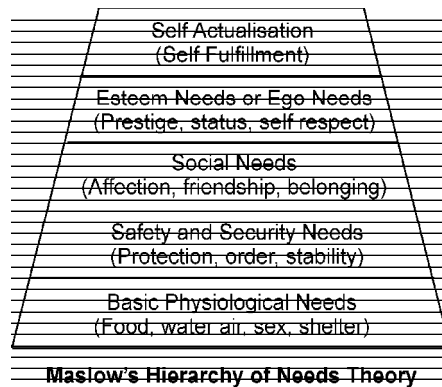 Self Actualisation
(Self Fulfillment)
Esteem Needs or Ego Needs
(Prestige, status, self respect)
Social Needs
(Affection, friendship, belonging)
Safety and Security Needs
(Protection, order, stability)
Basic Physiological Needs
(Food, water air, sex, shelter)
Maslow's Hierarchy of Needs Theory